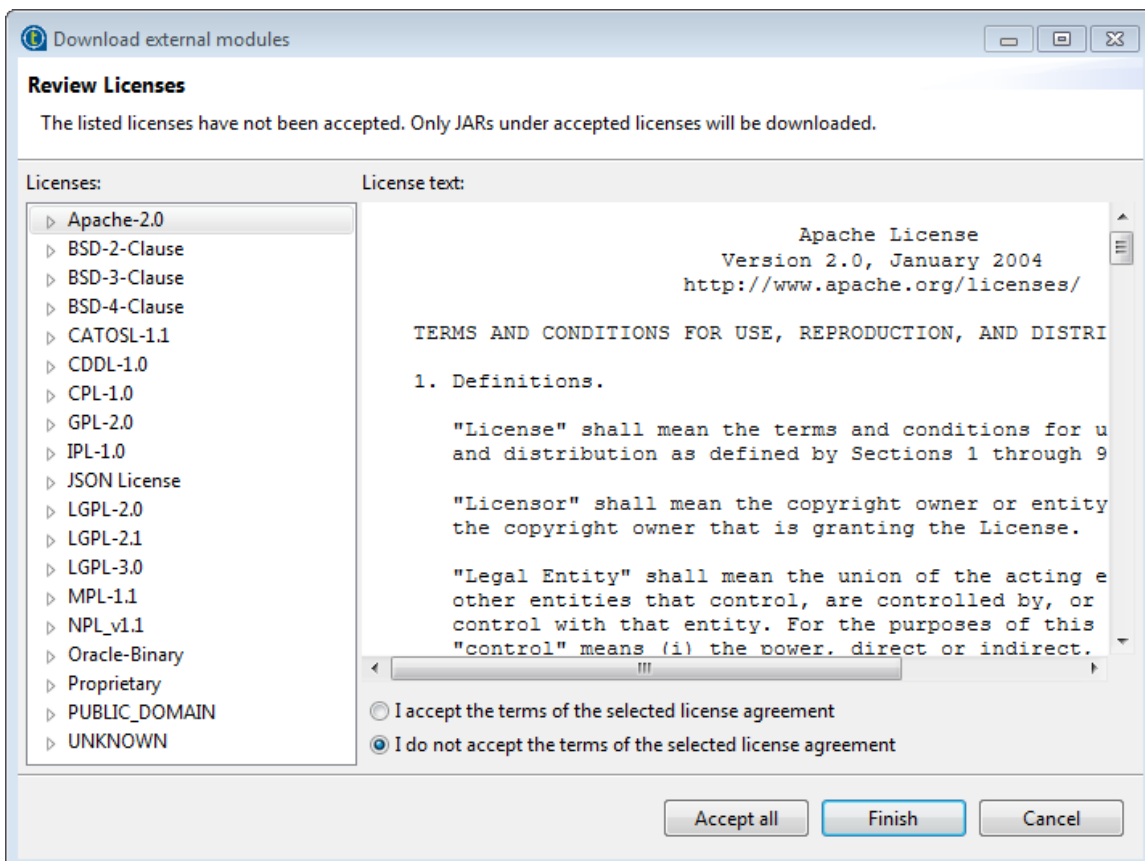 Download external modules
Review Licenses
The listed licenses have not been accepted. Only JARs under accepted licenses will be downloaded.
Licenses:
Apache-2.0
BSD-2-Clause
BSD-3-Clause
BSD-4-Clause
CATOSL-1.1
CDDL-1.0
CPL-1.0
GPL-2.0
IPL-1.0
JSON License
LGPL-2.0
LGPL-2.1
LGPL-3.0
MPL-1.1
NPL_v1.1
Oracle-Binary
Proprietary
PUBLIC_DOMAIN
UNKNOWN
License text:
Apache License
Version 2.0, January 2004
http://www.apache.org/licenses/
TERMS AND CONDITIONS FOR USE, REPRODUCTION, AND DISTRI
1. Definitions.
"License" shall mean the terms and conditions for u
and distribution as defined by Sections 1 through 9
"Licensor" shall mean the copyright owner or entity
the copyright owner that is granting the License.
"Legal Entity" shall mean the union of the acting e
other entities that control, are controlled by, or
control with that entity. For the purposes of this
"control" means (i) the power, direct or indirect,
I accept the terms of the selected license agreement
I do not accept the terms of the selected license agreement
Accept all
Finish
Cancel